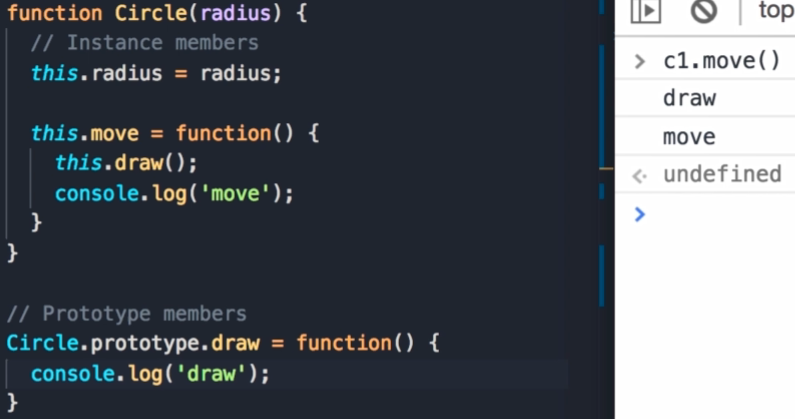 function Circle(radius) {
  // Instance members
  this.radius = radius;

  this.move = function() {
    this.draw();
    console.log('move');
  }
}

// Prototype members
Circle.prototype.draw = function() {
  console.log('draw');
}
top
> c1.move()
draw
move
<· undefined
>